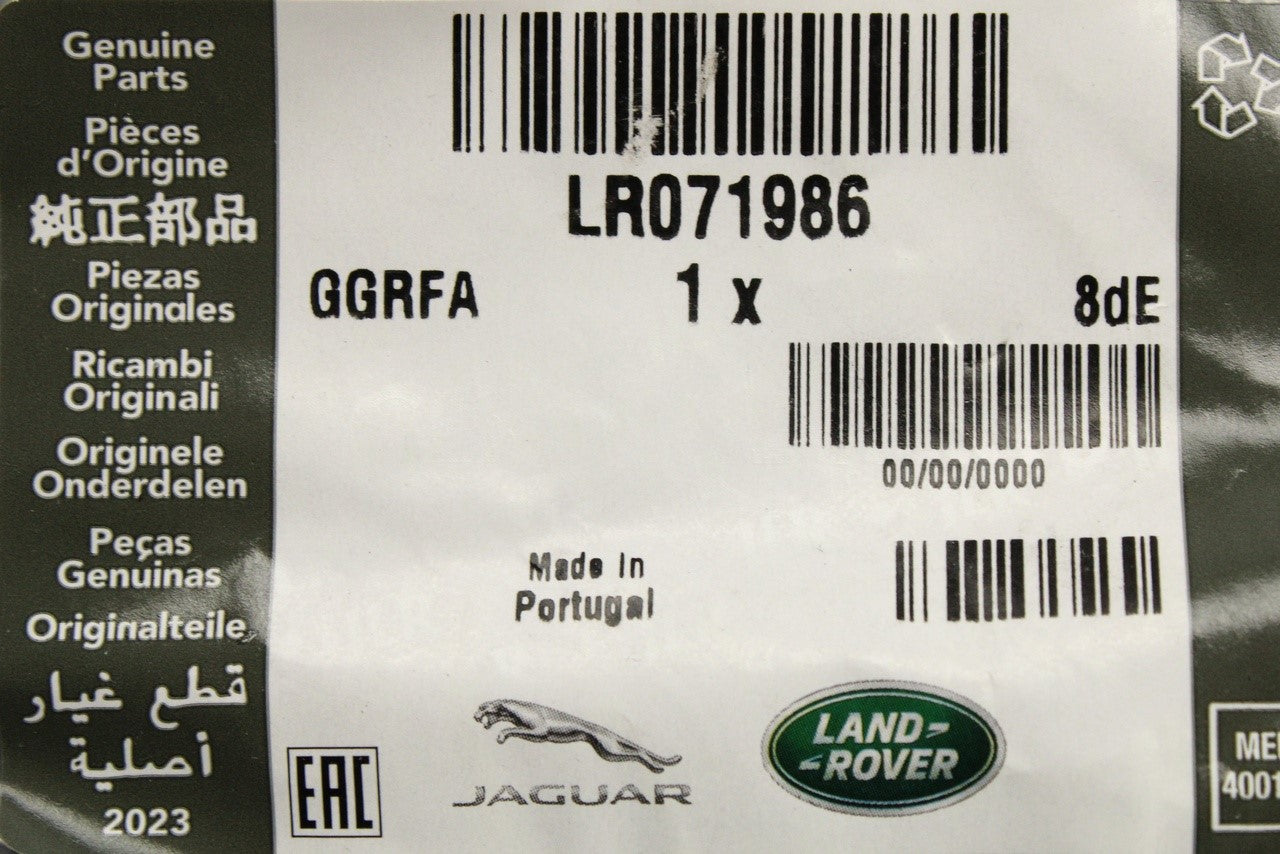 Genuine
Parts
Pièces
d'Origine
純正部品
Piezas
Originales
Ricambi
Originali
Originele
Onderdelen
Peças
Genuinas
Originalteile
قطع غيار
أصلية
2023
LR071986
GGRFA 1 x 8dE
00/00/0000
Made In
Portugal
EAC
JAGUAR
LAND-
-ROVER
4001